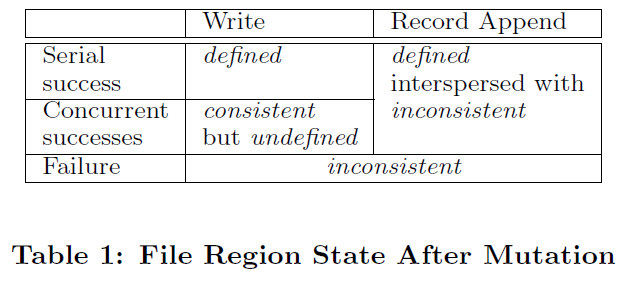 Write Record Append
Serial defined defined
success interspersed with
Concurrent consistent inconsistent
successes but undefined
Failure inconsistent
Table 1: File Region State After Mutation